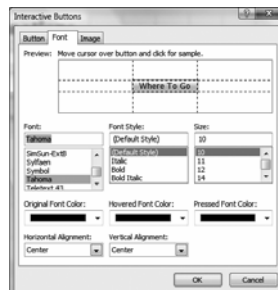 Interactive Buttons
Button Font Image
Preview: Move cursor over button and click for sample.
Where To Go
Font: Font Style: Size:
Tahoma (Default Style) 10
SimSun-ExtB (Default Style) 10
Sylfaen Italic 11
Symbol Bold 12
Tahoma Bold Italic 14
Teletext 43
Original Font Color: Hovered Font Color: Pressed Font Color:
Horizontal Alignment: Vertical Alignment:
Center Center
OK Cancel